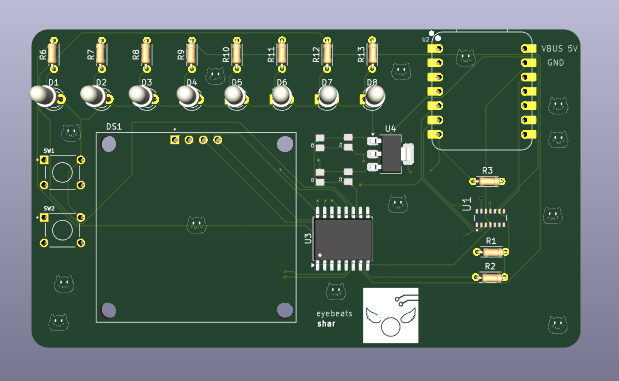 R6 R7 R8 R9 R10 R11 R12 R13
U2
VBUS 5V
GND
D1 D2 D3 D4 D5 D6 D7 D8
DS1
U4
SW1
R3
SW2
U1
U3
R1
R2
eyebeats
shar